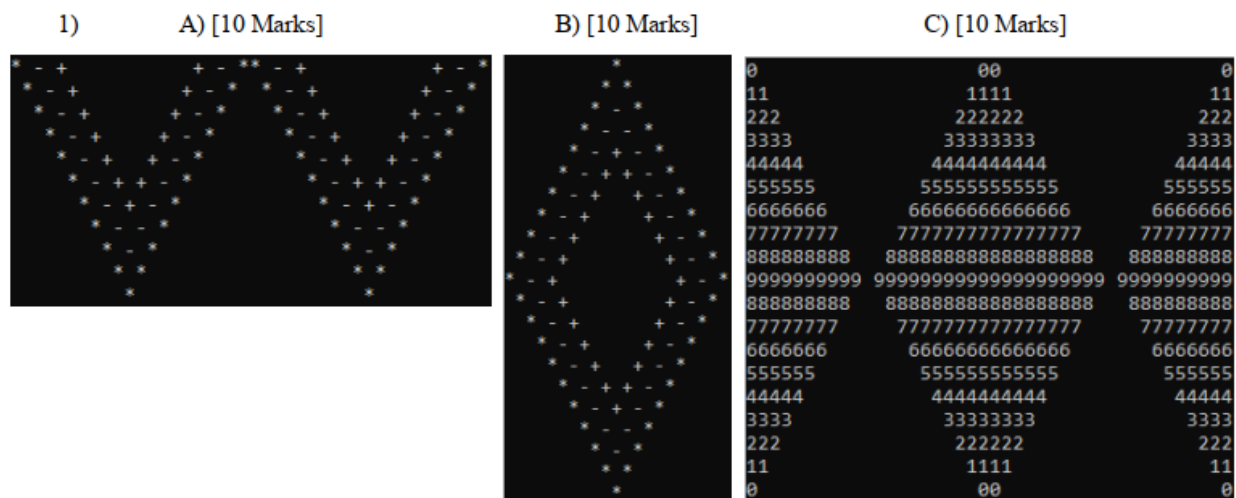 1) A) [10 Marks] B) [10 Marks] C) [10 Marks]
* - +           + - ** - +           + - *
 * - +         + - *  * - +         + - *
  * - +       + - *    * - +       + - *
   * - +     + - *      * - +     + - *
    * - +   + - *        * - +   + - *
     * - + + - *          * - + + - *
      * - + - *            * - + - *
       * - - *              * - - *
        * - *                * - *
         * *                  * *
          *                    *
          *
         * *
        * - *
       * - - *
      * - + - *
     * - + + - *
    * - +   + - *
   * - +     + - *
  * - +       + - *
 * - +         + - *
* - +           + - *
 * - +         + - *
  * - +       + - *
   * - +     + - *
    * - +   + - *
     * - + + - *
      * - + - *
       * - - *
        * - *
         * *
          *
0                   00                   0
11                 1111                 11
222               222222               222
3333             33333333             3333
44444           4444444444           44444
555555         555555555555         555555
6666666       66666666666666       6666666
77777777     7777777777777777     77777777
888888888   888888888888888888   888888888
9999999999 99999999999999999999 9999999999
888888888   888888888888888888   888888888
77777777     7777777777777777     77777777
6666666       66666666666666       6666666
555555         555555555555         555555
44444           4444444444           44444
3333             33333333             3333
222               222222               222
11                 1111                 11
0                   00                   0